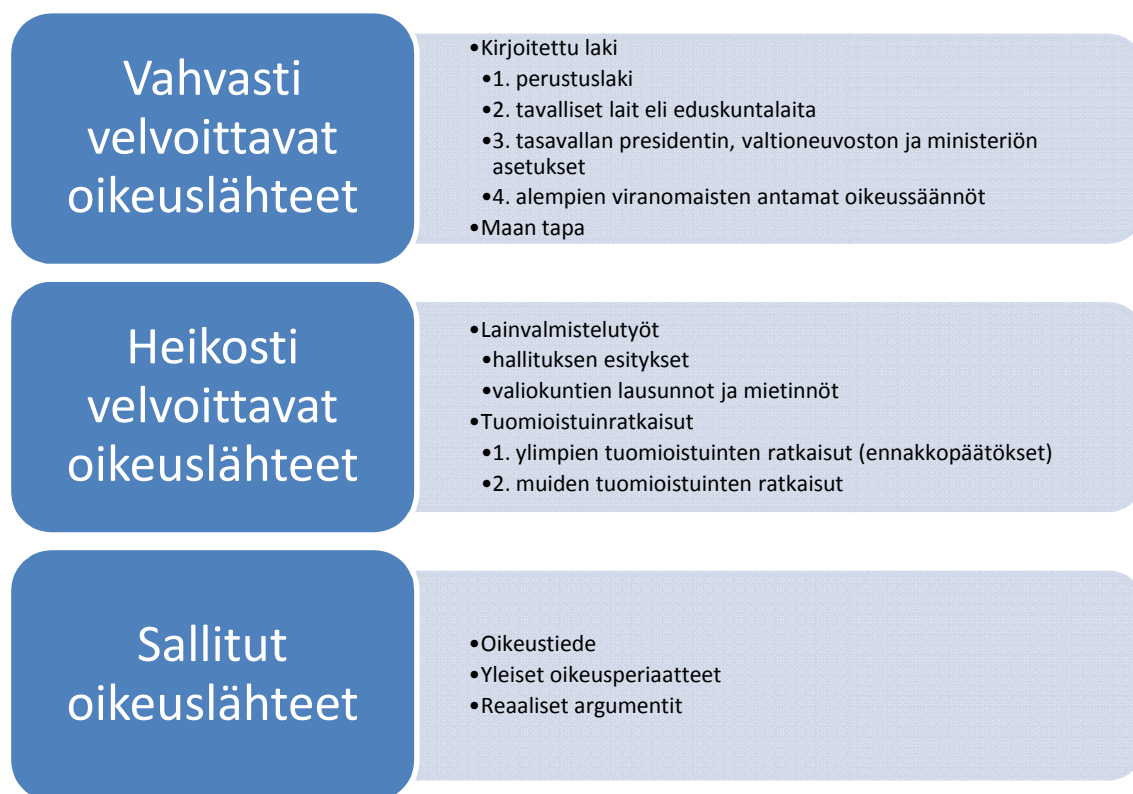 Vahvasti
velvoittavat
oikeuslähteet
•Kirjoitettu laki
•1. perustuslaki
•2. tavalliset lait eli eduskuntalaita
•3. tasavallan presidentin, valtioneuvoston ja ministeriön
asetukset
•4. alempien viranomaisten antamat oikeussäännöt
•Maan tapa
Heikosti
velvoittavat
oikeuslähteet
•Lainvalmistelutyöt
•hallituksen esitykset
•valiokuntien lausunnot ja mietinnöt
•Tuomioistuinratkaisut
•1. ylimpien tuomioistuinten ratkaisut (ennakkopäätökset)
•2. muiden tuomioistuinten ratkaisut
Sallitut
oikeuslähteet
•Oikeustiede
•Yleiset oikeusperiaatteet
•Reaaliset argumentit